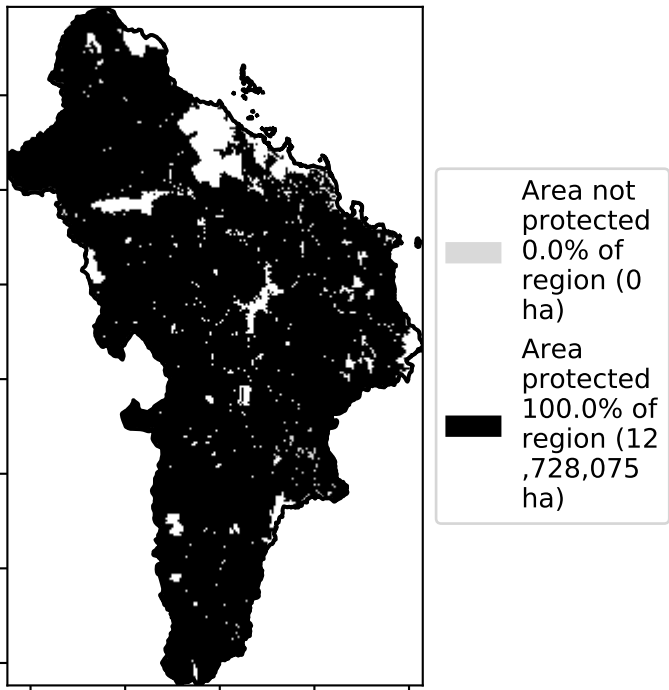 Area not
protected
0.0% of
region (0
ha)
Area
protected
100.0% of
region (12
,728,075
ha)